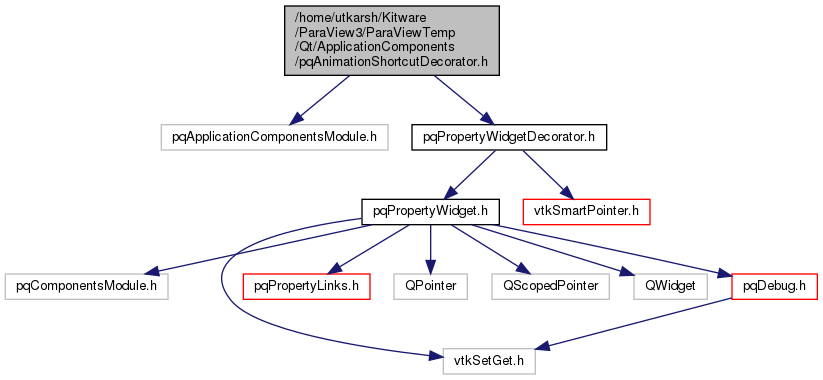 /home/utkarsh/Kitware
/ParaView3/ParaViewTemp
/Qt/ApplicationComponents
/pqAnimationShortcutDecorator.h
pqApplicationComponentsModule.h
pqPropertyWidgetDecorator.h
pqPropertyWidget.h
vtkSmartPointer.h
pqComponentsModule.h
pqPropertyLinks.h
QPointer
QScopedPointer
QWidget
pqDebug.h
vtkSetGet.h